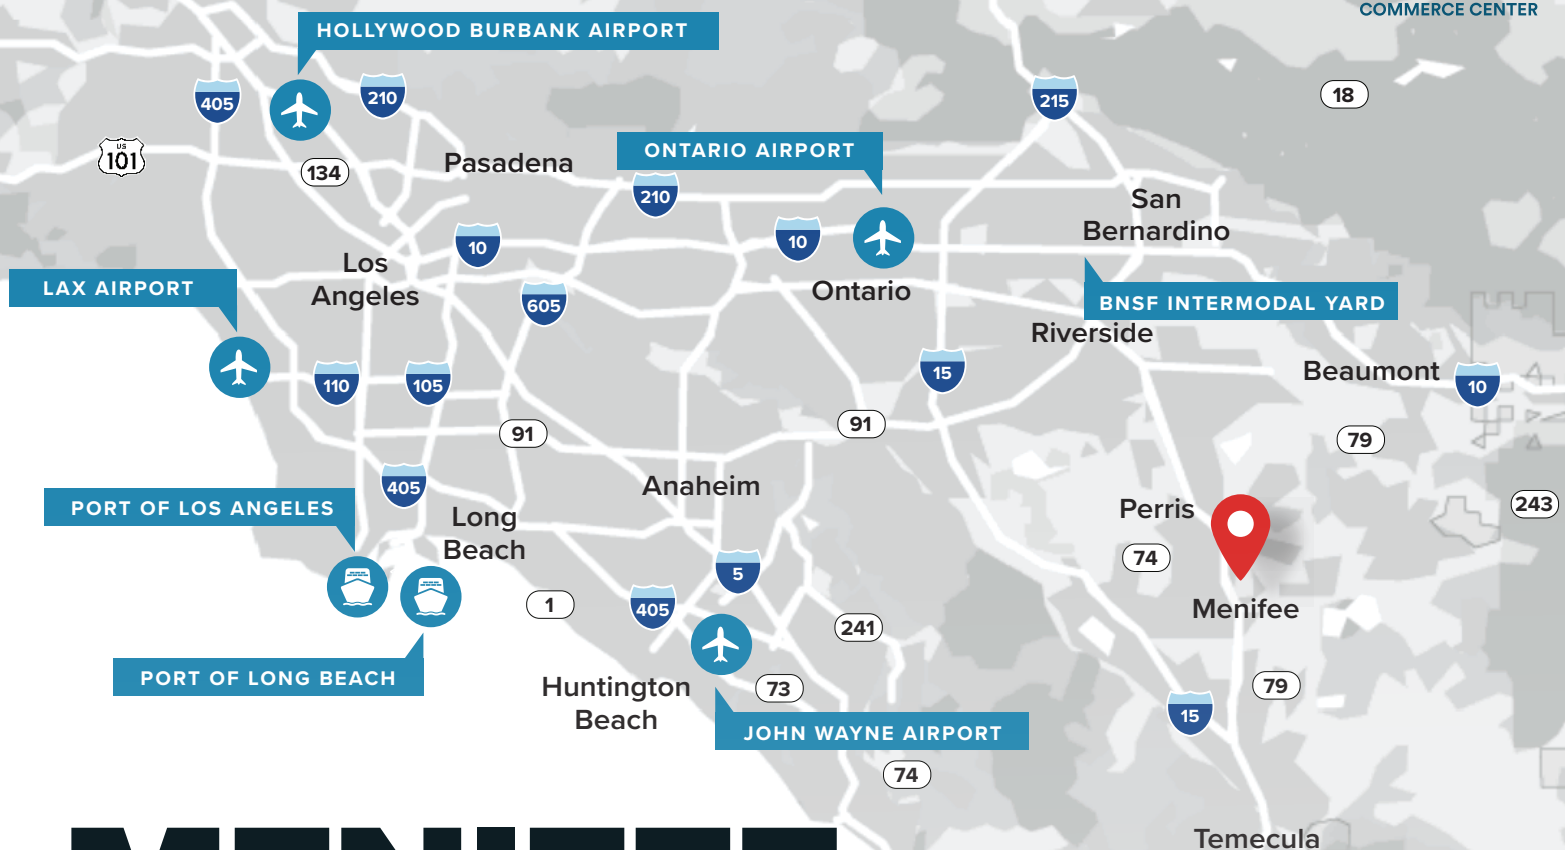 COMMERCE CENTER
HOLLYWOOD BURBANK AIRPORT
405
210
215
18
US
101
134
Pasadena
ONTARIO AIRPORT
210
San
Bernardino
10
10
Los
Angeles
LAX AIRPORT
605
Ontario
BNSF INTERMODAL YARD
Riverside
110
105
15
Beaumont
10
91
91
79
405
Anaheim
PORT OF LOS ANGELES
Long
Beach
Perris
243
74
5
1
405
Menifee
241
PORT OF LONG BEACH
Huntington
Beach
73
79
15
JOHN WAYNE AIRPORT
74
Temecula